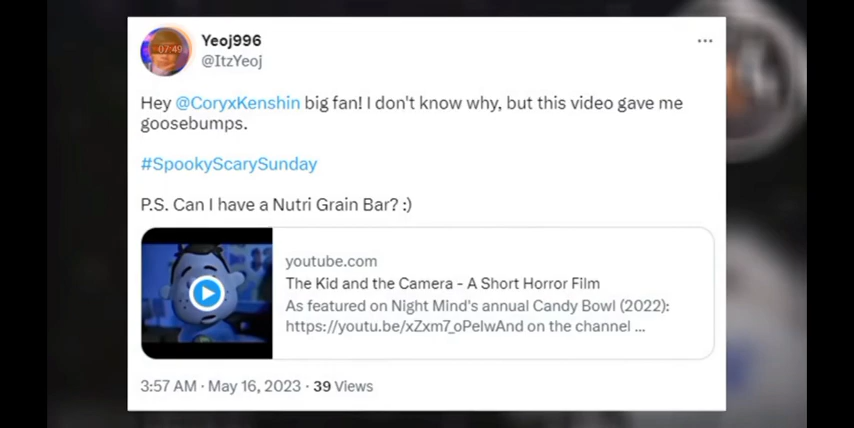 Yeoj996
@ItzYeoj
07:49
Hey @CoryxKenshin big fan! I don't know why, but this video gave me
goosebumps.
#SpookyScarySunday
P.S. Can I have a Nutri Grain Bar? :)
youtube.com
The Kid and the Camera - A Short Horror Film
As featured on Night Mind's annual Candy Bowl (2022):
https://youtu.be/xZxm7_oPelwAnd on the channel ...
3:57 AM · May 16, 2023 · 39 Views